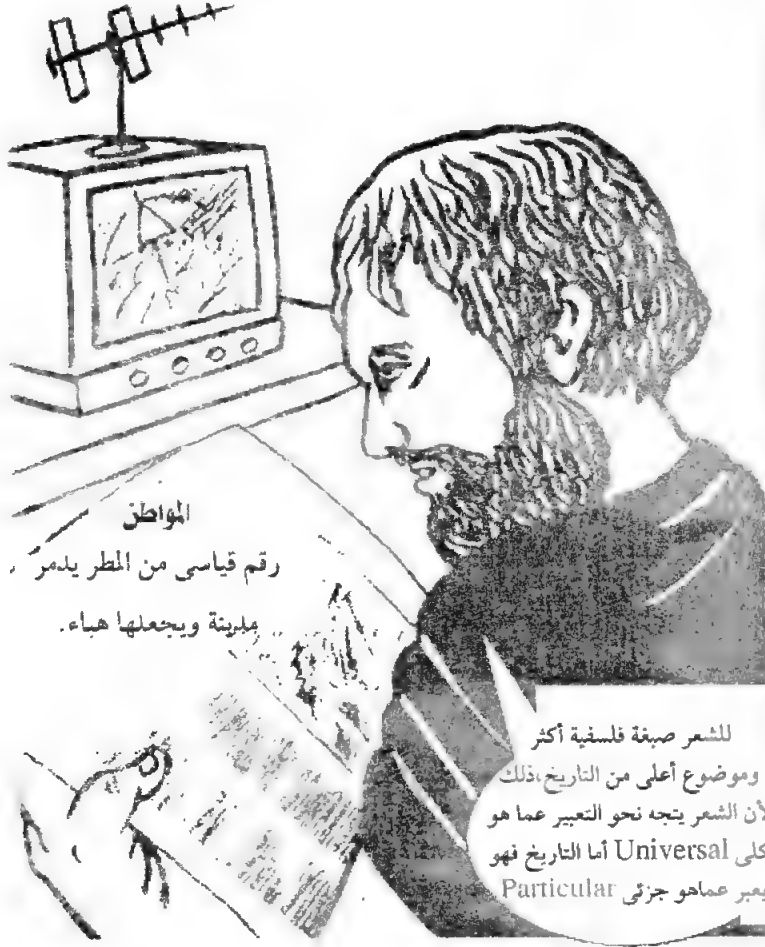 المواطن
رقم قياسى من المطر يدمر
مدينة ويجعلها هباء.
للشعر صبغة فلسفية أكثر
وموضوع أعلى من التاريخ،ذلك
لأن الشعر يتجه نحو التعبير عما هو
كلى Universal أما التاريخ فهو
يعبر عماهو جزئى Particular